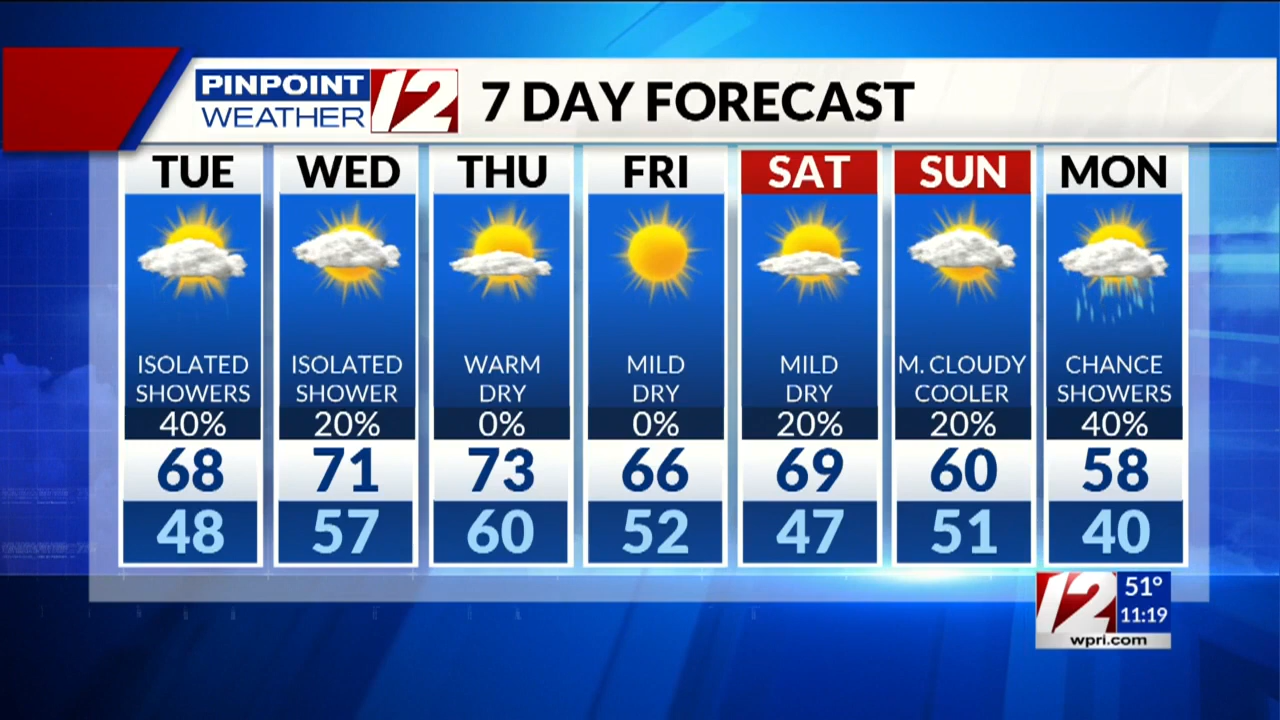 PINPOINT
WEATHER 12
7 DAY FORECAST
TUE WED THU FRI SAT SUN MON
ISOLATED
SHOWERS
40%
68
48
ISOLATED
SHOWER
20%
71
57
WARM
DRY
0%
73
60
MILD
DRY
0%
66
52
MILD
DRY
20%
69
47
M. CLOUDY
COOLER
20%
60
51
CHANCE
SHOWERS
40%
58
40
12
51°
11:19
wpri.com